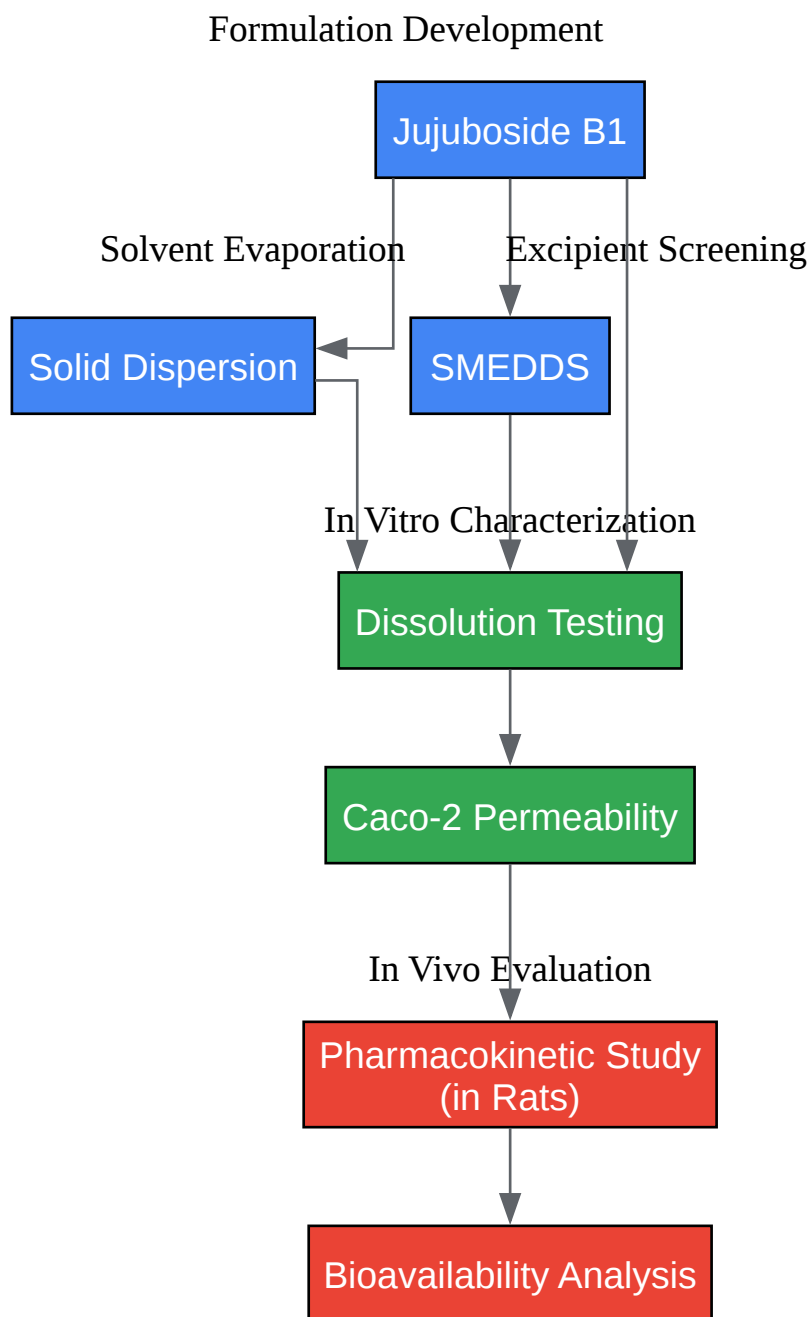 Formulation Development
Jujuboside B1
Solvent Evaporation
Excipient Screening
Solid Dispersion
SMEDDS
In Vitro Characterization
Dissolution Testing
Caco-2 Permeability
In Vivo Evaluation
Pharmacokinetic Study
(in Rats)
Bioavailability Analysis